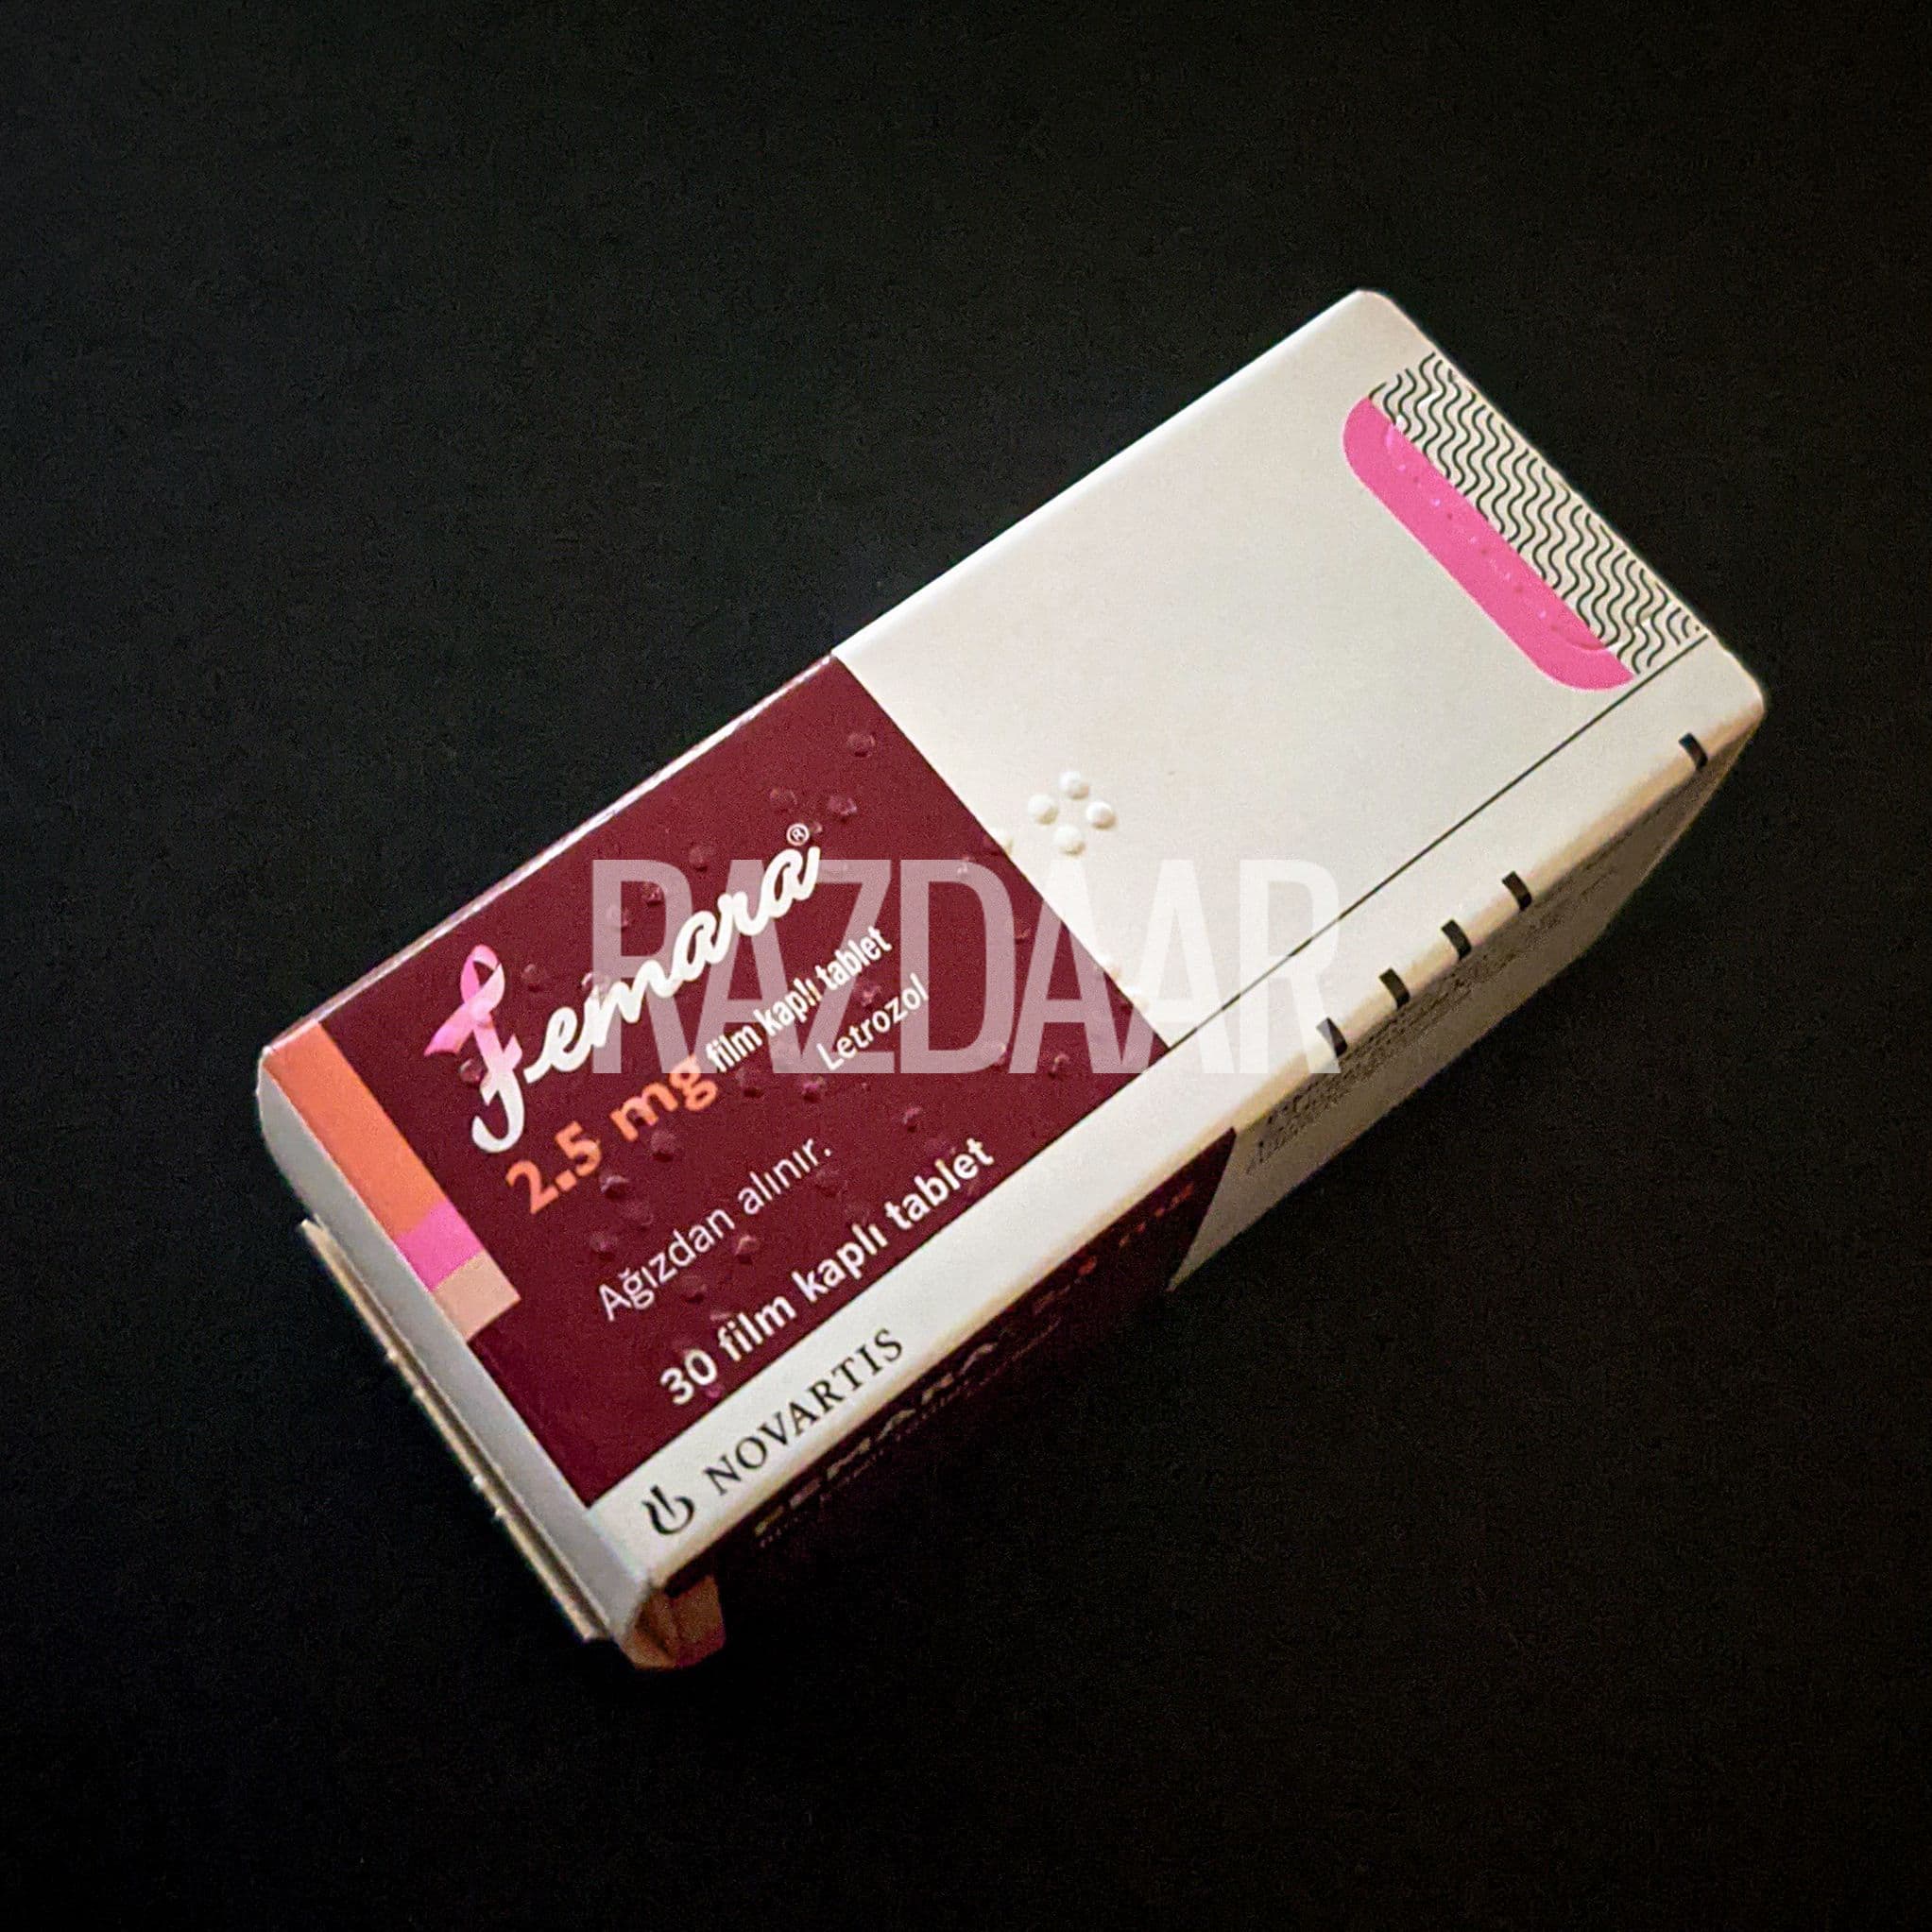 Femara®
2.5 mg film kaplı tablet
Letrozol
Ağızdan alınır.
30 film kaplı tablet
NOVARTIS
RAZDAAR